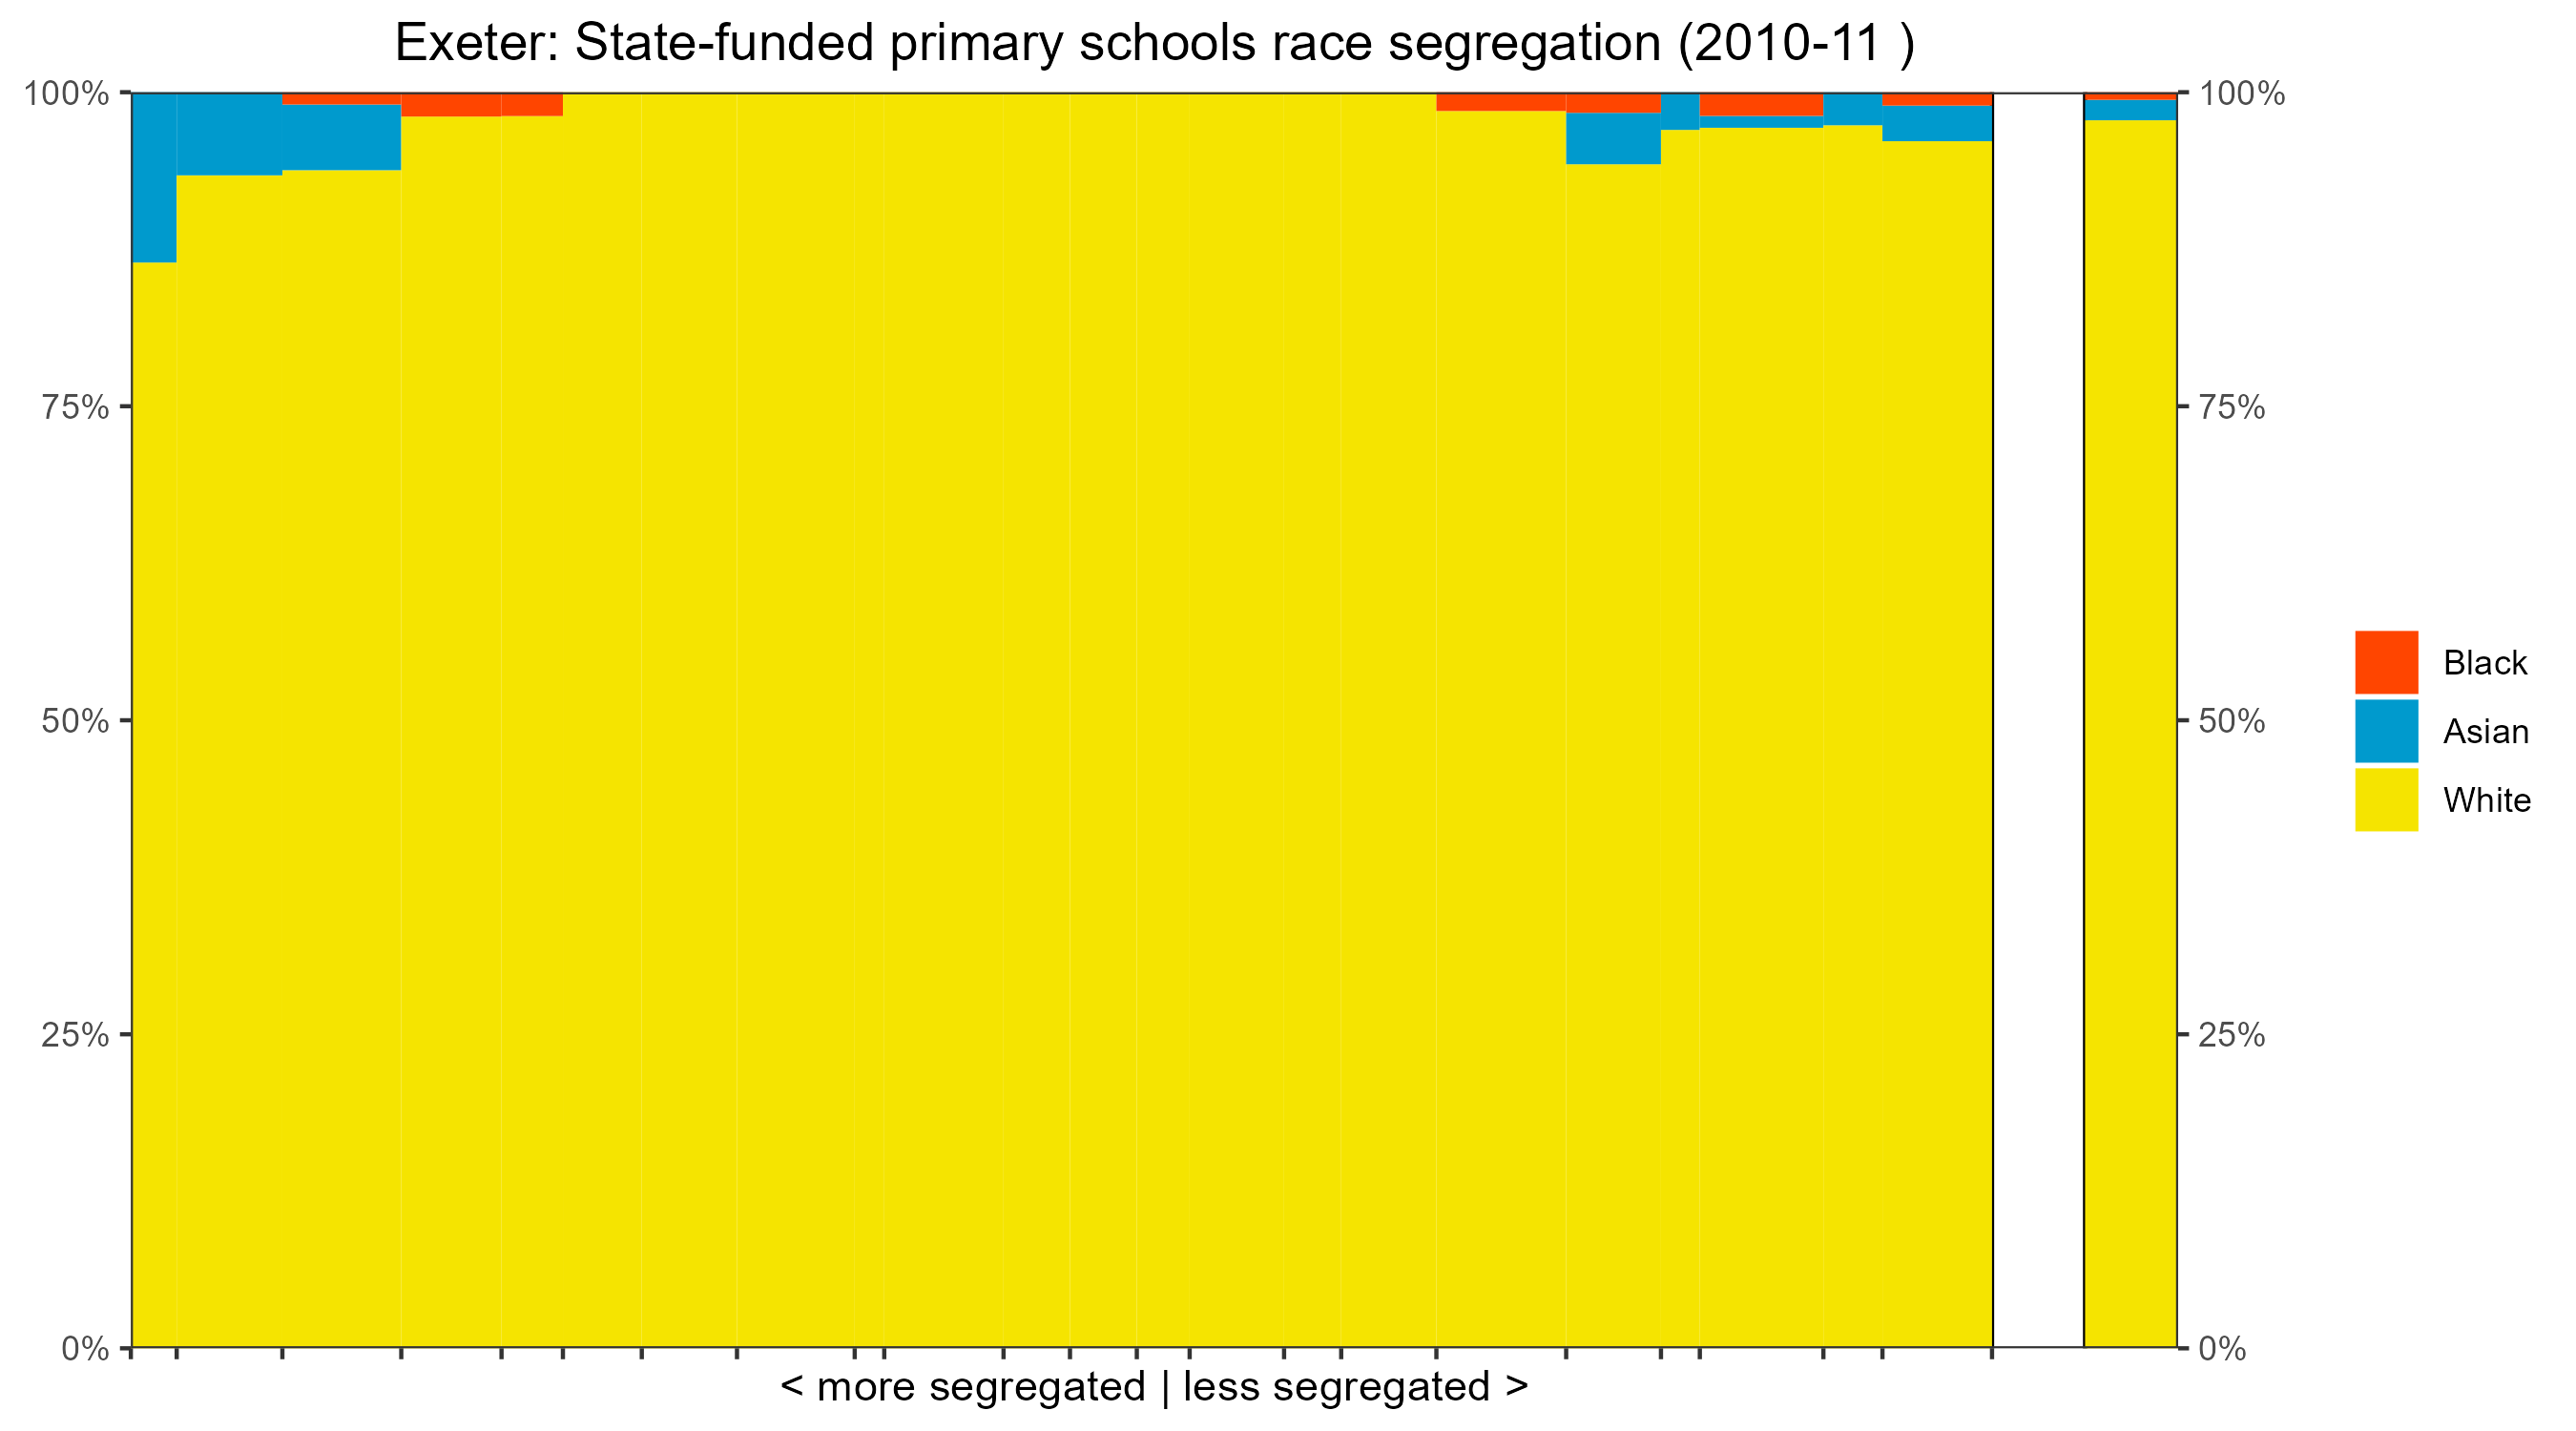 Exeter: State-funded primary schools race segregation (2010-11 )
100%
100%
75%
75%
50%
50%
25%
25%
0%
0%
Black
Asian
White
< more segregated | less segregated >